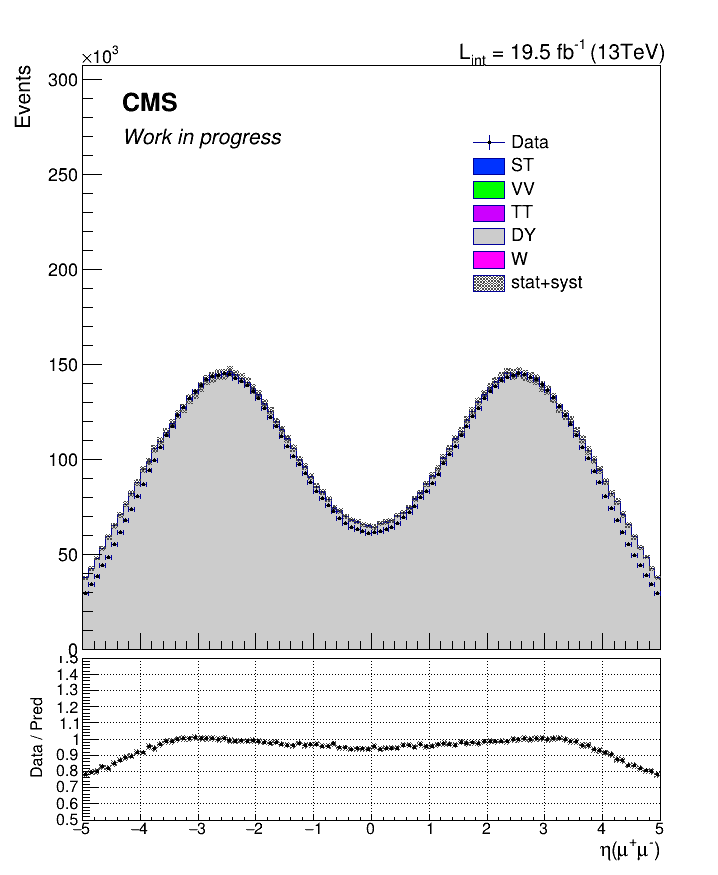 ×10³
L_int = 19.5 fb⁻¹ (13TeV)
Events
300
CMS
Work in progress
250
Data
ST
VV
TT
DY
W
stat+syst
200
150
100
50
0
1.5
1.4
1.3
1.2
1.1
1
0.9
0.8
0.7
0.6
0.5
Data / Pred
−5 −4 −3 −2 −1 0 1 2 3 4 5
η(μ⁺μ⁻)